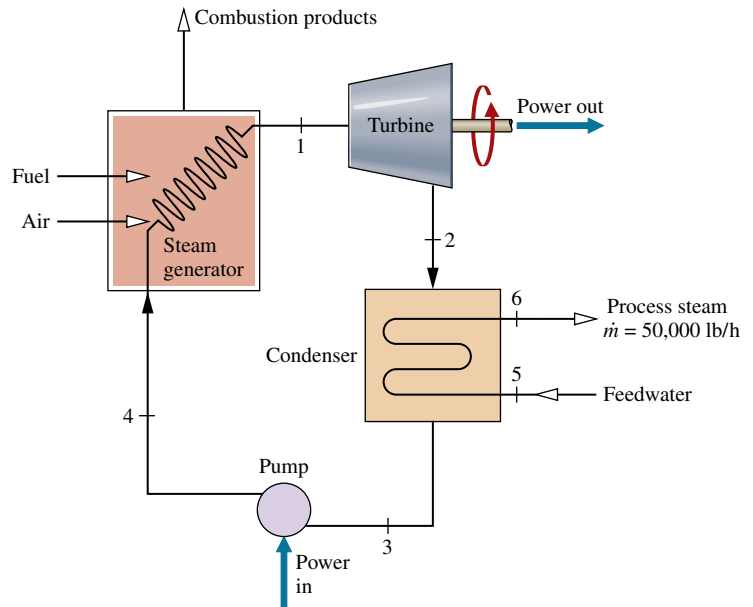 Combustion products
Turbine
Power out
1
Fuel
Air
Steam
generator
2
6
Process steam
ṁ = 50,000 lb/h
Condenser
5
Feedwater
4
Pump
3
Power
in